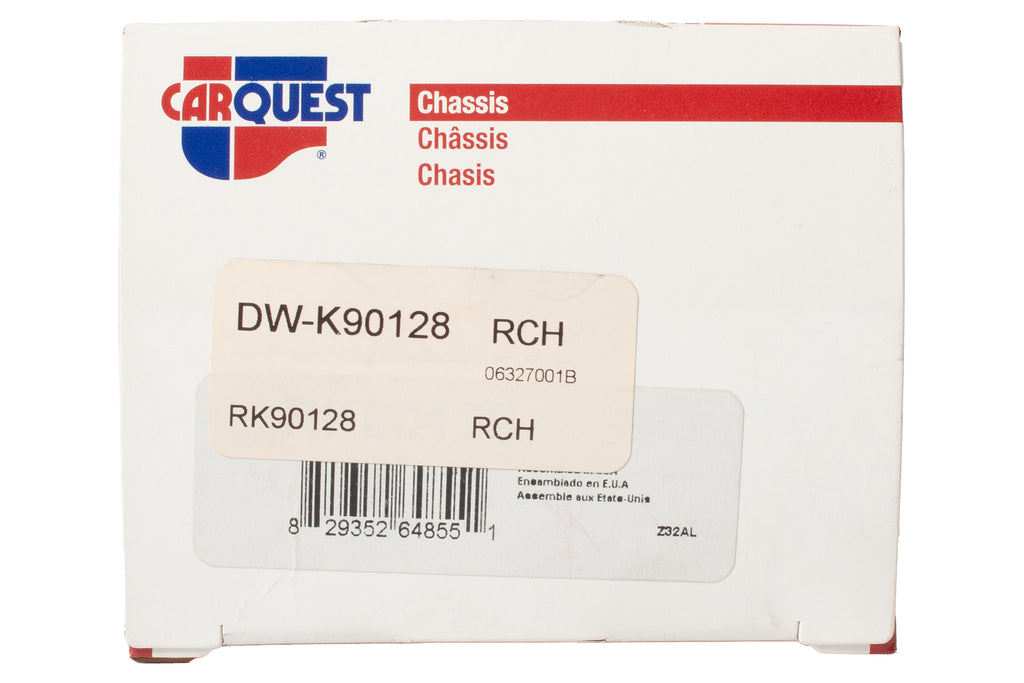 CARQUEST
®
Chassis
Châssis
Chasis
DW-K90128 RCH
06327001B
RK90128 RCH
Ensamblado en E.U.A
Assemble aux Etats-Unis
8 29352 64855 1
Z32AL